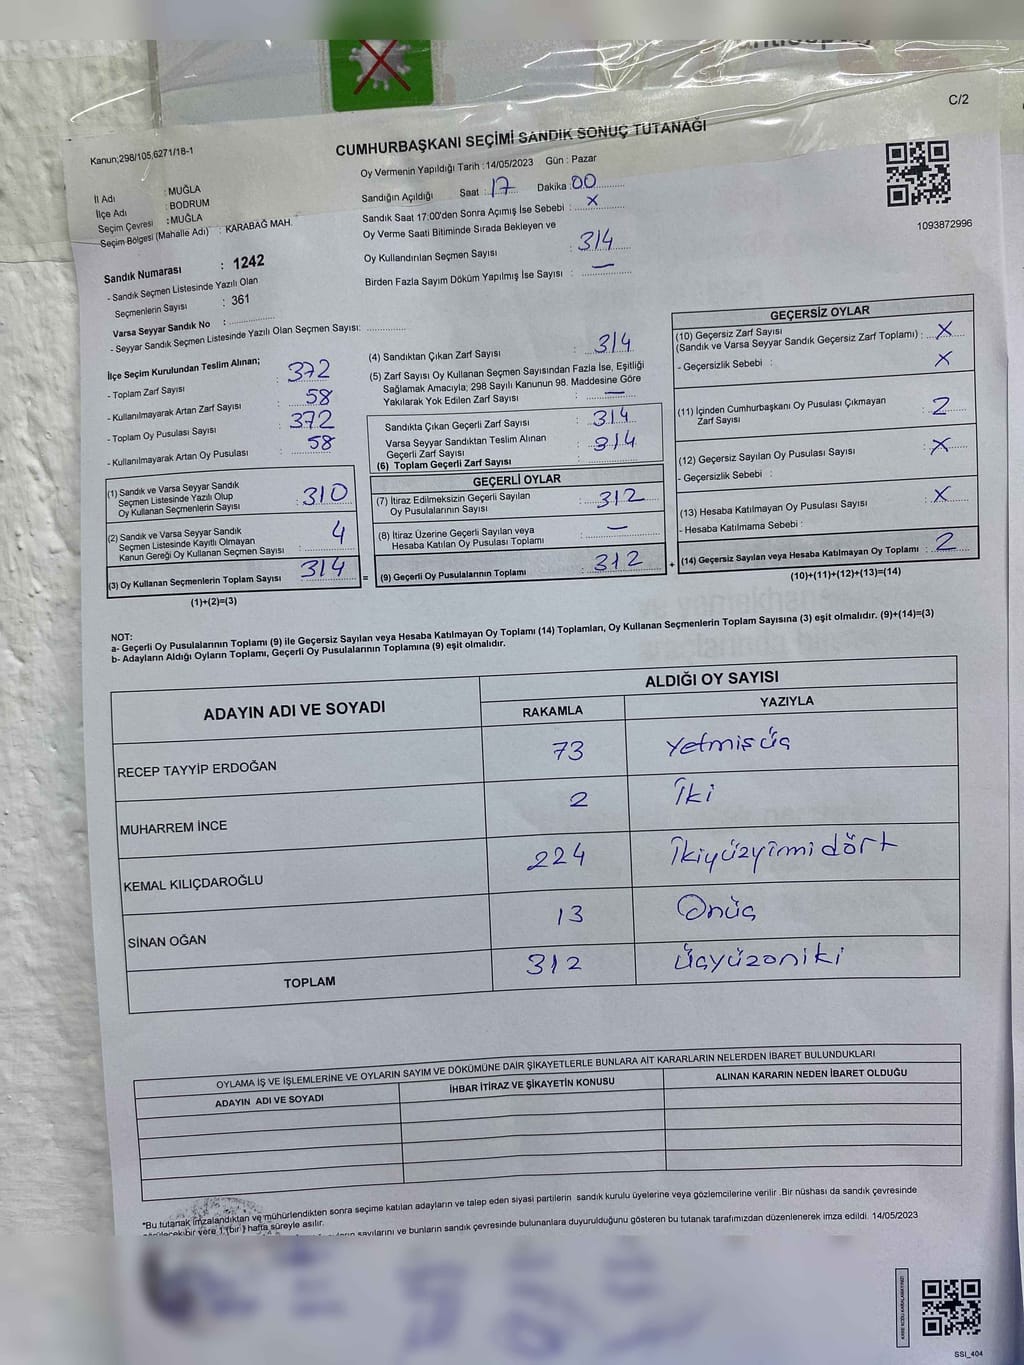 C/2
Kanun;298/105,6271/18-1
CUMHURBAŞKANI SEÇİMİ SANDIK SONUÇ TUTANAĞI
Oy Vermenin Yapıldığı Tarih :14/05/2023 Gün : Pazar
İl Adı : MUĞLA
İlçe Adı : BODRUM
Seçim Çevresi : MUĞLA
Seçim Bölgesi (Mahalle Adı) : KARABAĞ MAH.
Sandığın Açıldığı Saat : 17 Dakika : 00
Sandık Saat 17:00'den Sonra Açımış İse Sebebi : X
Oy Verme Saati Bitiminde Sırada Bekleyen ve
Oy Kullandırılan Seçmen Sayısı : 314
Birden Fazla Sayım Döküm Yapılmış İse Sayısı : —
1093872996
Sandık Numarası : 1242
- Sandık Seçmen Listesinde Yazılı Olan
Seçmenlerin Sayısı : 361
Varsa Seyyar Sandık No :
- Seyyar Sandık Seçmen Listesinde Yazılı Olan Seçmen Sayısı:
İlçe Seçim Kurulundan Teslim Alınan;
- Toplam Zarf Sayısı : 372
- Kullanılmayarak Artan Zarf Sayısı : 58
- Toplam Oy Pusulası Sayısı : 372
- Kullanılmayarak Artan Oy Pusulası : 58
(1) Sandık ve Varsa Seyyar Sandık
Seçmen Listesinde Yazılı Olup
Oy Kullanan Seçmenlerin Sayısı : 310
(2) Sandık ve Varsa Seyyar Sandık
Seçmen Listesinde Kayıtlı Olmayan
Kanun Gereği Oy Kullanan Seçmen Sayısı : 4
(3) Oy Kullanan Seçmenlerin Toplam Sayısı : 314
(1)+(2)=(3)
(4) Sandıktan Çıkan Zarf Sayısı : 314
(5) Zarf Sayısı Oy Kullanan Seçmen Sayısından Fazla İse, Eşitliği
Sağlamak Amacıyla; 298 Sayılı Kanunun 98. Maddesine Göre
Yakılarak Yok Edilen Zarf Sayısı : —
Sandıkta Çıkan Geçerli Zarf Sayısı : 314
Varsa Seyyar Sandıktan Teslim Alınan
Geçerli Zarf Sayısı : 314
(6) Toplam Geçerli Zarf Sayısı :
GEÇERLİ OYLAR
(7) İtiraz Edilmeksizin Geçerli Sayılan
Oy Pusulalarının Sayısı : 312
(8) İtiraz Üzerine Geçerli Sayılan veya
Hesaba Katılan Oy Pusulası Toplamı : —
= (9) Geçerli Oy Pusulalarının Toplamı : 312
GEÇERSİZ OYLAR
(10) Geçersiz Zarf Sayısı
(Sandık ve Varsa Seyyar Sandık Geçersiz Zarf Toplamı) : X
- Geçersizlik Sebebi : X
(11) İçinden Cumhurbaşkanı Oy Pusulası Çıkmayan
Zarf Sayısı : 2
(12) Geçersiz Sayılan Oy Pusulası Sayısı : X
- Geçersizlik Sebebi :
(13) Hesaba Katılmayan Oy Pusulası Sayısı : X
- Hesaba Katılmama Sebebi :
+ (14) Geçersiz Sayılan veya Hesaba Katılmayan Oy Toplamı : 2
(10)+(11)+(12)+(13)=(14)
NOT:
a- Geçerli Oy Pusulalarının Toplamı (9) ile Geçersiz Sayılan veya Hesaba Katılmayan Oy Toplamı (14) Toplamları, Oy Kullanan Seçmenlerin Toplam Sayısına (3) eşit olmalıdır. (9)+(14)=(3)
b- Adayların Aldığı Oyların Toplamı, Geçerli Oy Pusulalarının Toplamına (9) eşit olmalıdır.
ADAYIN ADI VE SOYADI ALDIĞI OY SAYISI
RAKAMLA YAZIYLA
RECEP TAYYİP ERDOĞAN 73 Yetmişüç
MUHARREM İNCE 2 İki
KEMAL KILIÇDAROĞLU 224 İkiyüzyirmi dört
SİNAN OĞAN 13 Onüç
TOPLAM 312 Üçyüzoniki
OYLAMA İŞ VE İŞLEMLERİNE VE OYLARIN SAYIM VE DÖKÜMÜNE DAİR ŞİKAYETLERLE BUNLARA AİT KARARLARIN NELERDEN İBARET BULUNDUKLARI
ADAYIN ADI VE SOYADI İHBAR İTİRAZ VE ŞİKAYETİN KONUSU ALINAN KARARIN NEDEN İBARET OLDUĞU
*Bu tutanak imzalandıktan ve mühürlendikten sonra seçime katılan adayların ve talep eden siyasi partilerin sandık kurulu üyelerine veya gözlemcilerine verilir .Bir nüshası da sandık çevresinde
bir yere 1 (bir ) hafta süreyle asılır.
sayılarını ve bunların sandık çevresinde bulunanlara duyurulduğunu gösteren bu tutanak tarafımızdan düzenlenerek imza edildi. 14/05/2023
SSI_404